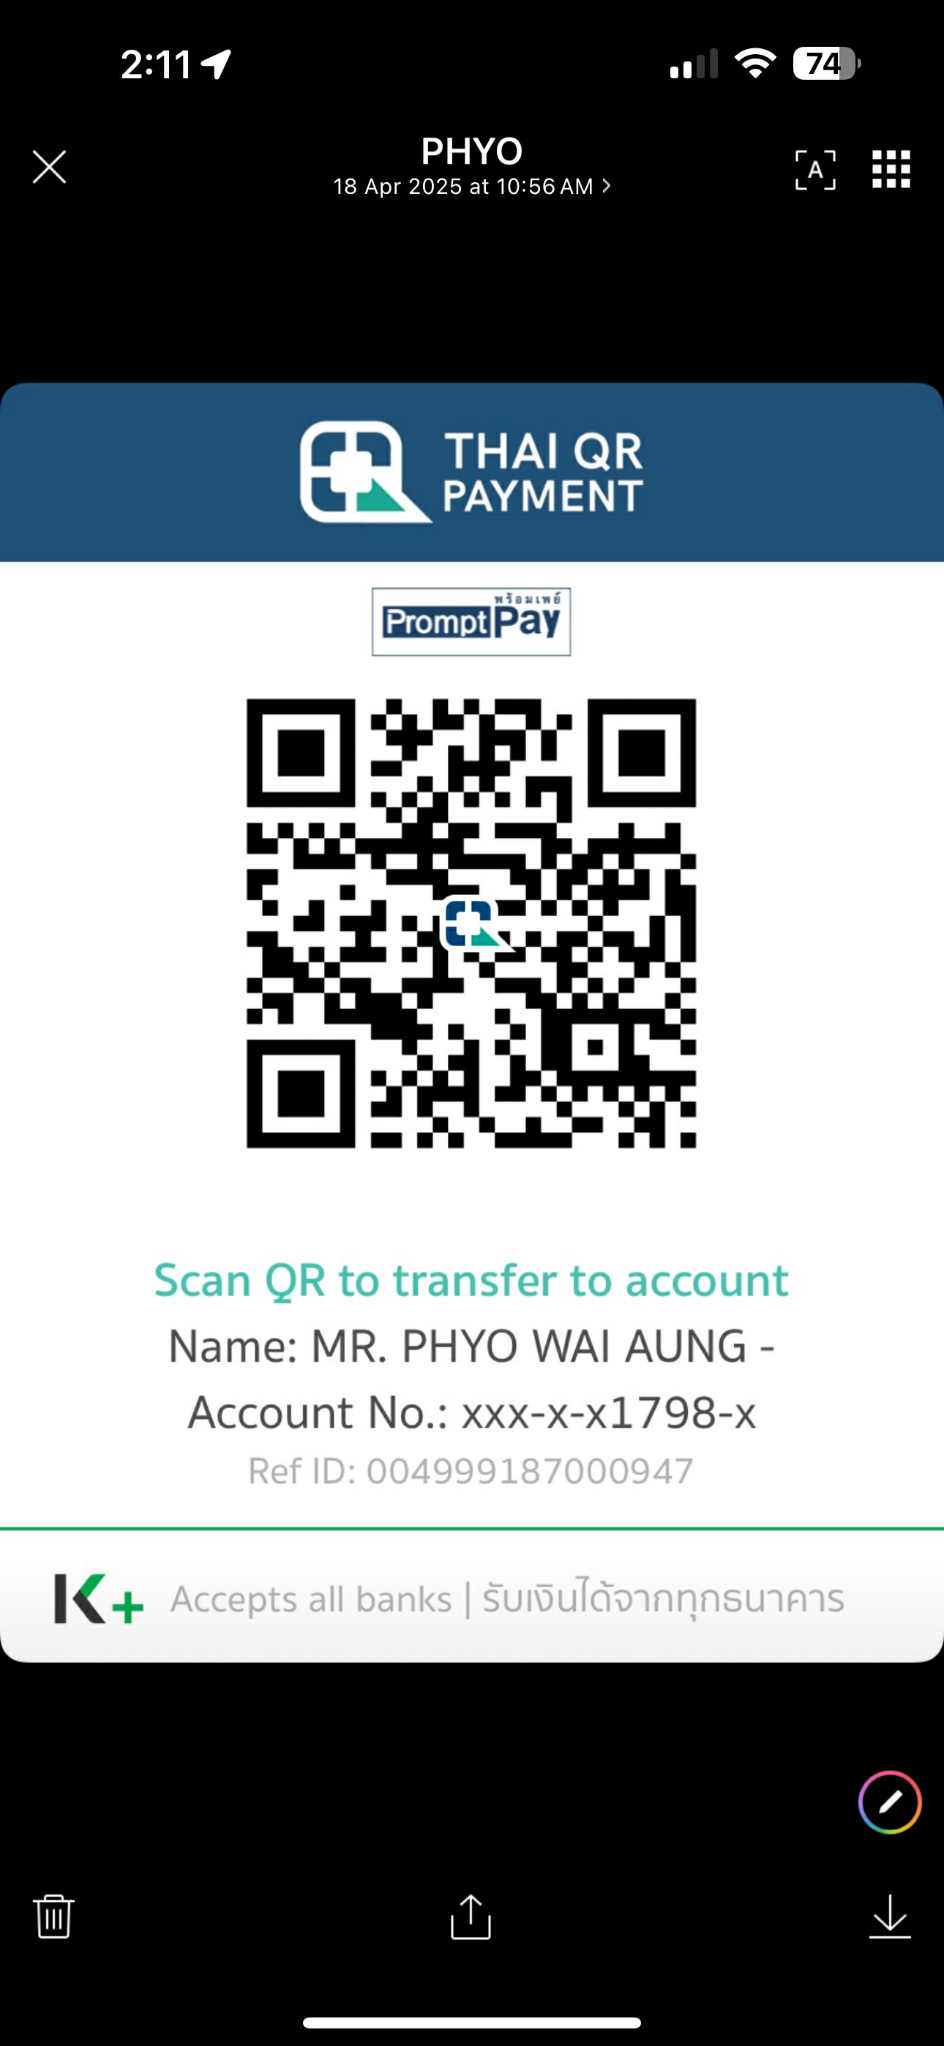 2:11
74
PHYO
18 Apr 2025 at 10:56 AM >
A
THAI QR
PAYMENT
พร้อมเพย์
PromptPay
Scan QR to transfer to account
Name: MR. PHYO WAI AUNG -
Account No.: xxx-x-x1798-x
Ref ID: 004999187000947
K+ Accepts all banks | รับเงินได้จากทุกธนาคาร